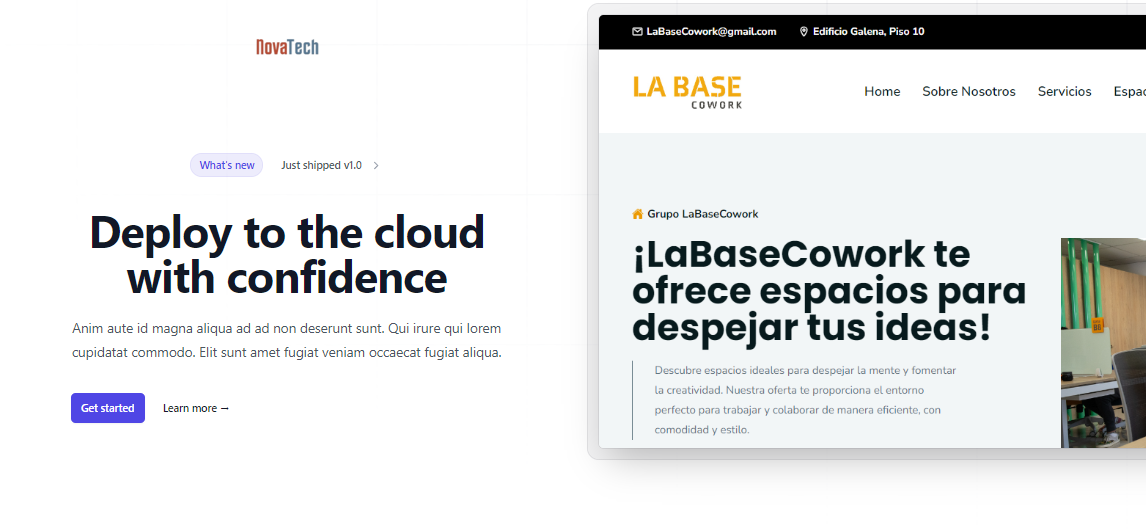 NovaTech
What's new Just shipped v1.0
Deploy to the cloud
with confidence
Anim aute id magna aliqua ad ad non deserunt sunt. Qui irure qui lorem
cupidatat commodo. Elit sunt amet fugiat veniam occaecat fugiat aliqua.
Get started Learn more →
LaBaseCowork@gmail.com Edificio Galena, Piso 10
LA BASE
COWORK
Home Sobre Nosotros Servicios Espac
Grupo LaBaseCowork
¡LaBaseCowork te
ofrece espacios para
despejar tus ideas!
Descubre espacios ideales para despejar la mente y fomentar
la creatividad. Nuestra oferta te proporciona el entorno
perfecto para trabajar y colaborar de manera eficiente, con
comodidad y estilo.